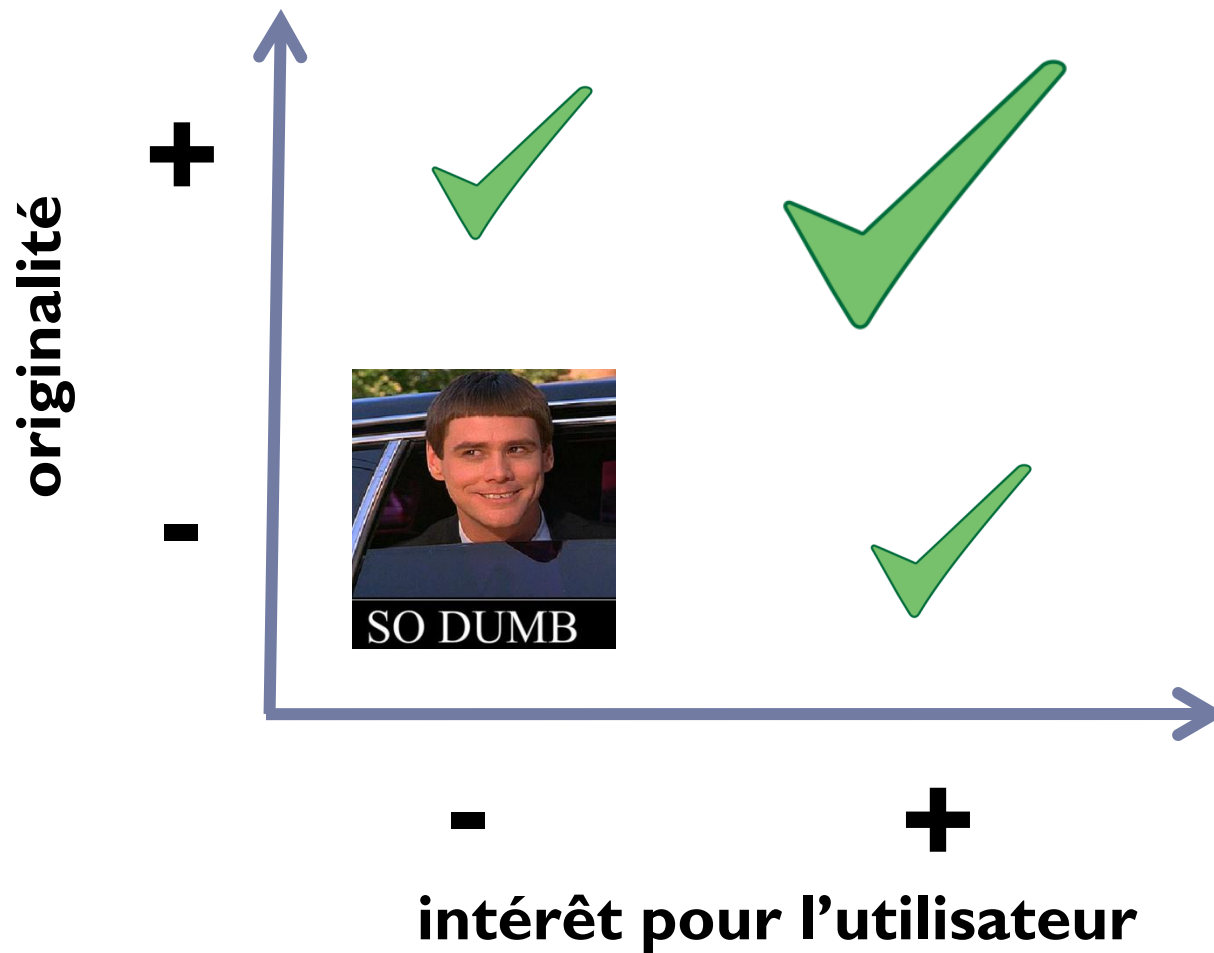 +
originalité
-
SO DUMB
-
+
intérêt pour l’utilisateur